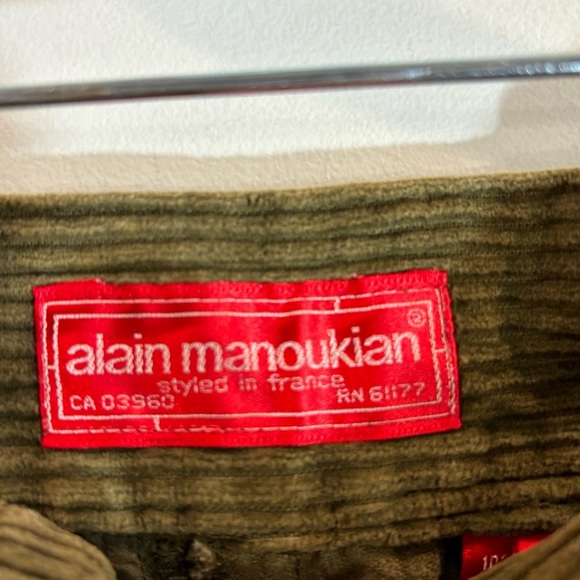 alain manoukian®
styled in france
CA 03960 RN 61177